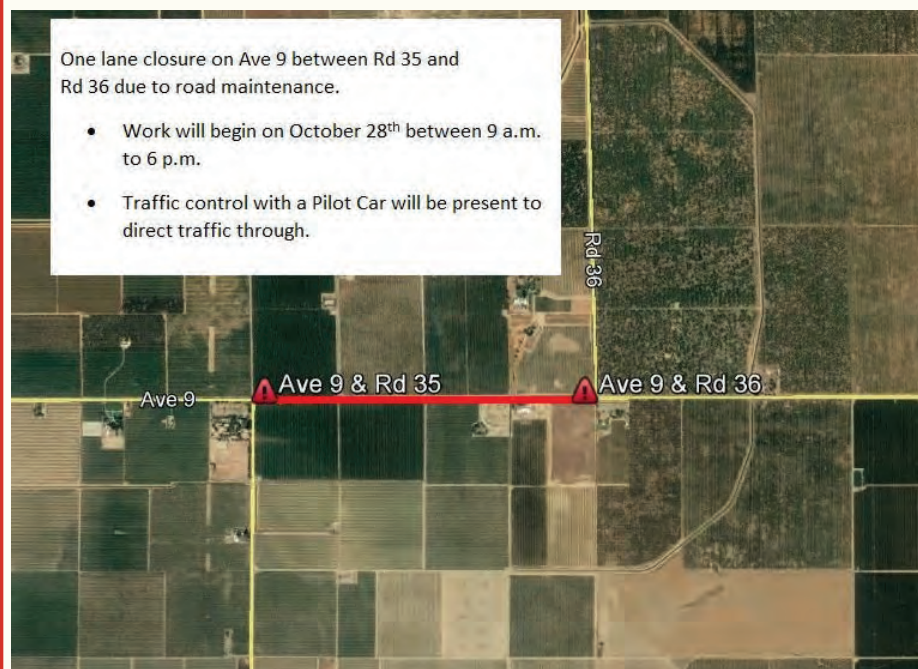 One lane closure on Ave 9 between Rd 35 and
Rd 36 due to road maintenance.
• Work will begin on October 28th between 9 a.m.
to 6 p.m.
• Traffic control with a Pilot Car will be present to
direct traffic through.
Rd 36
Ave 9 & Rd 35
Ave 9 & Rd 36
Ave 9